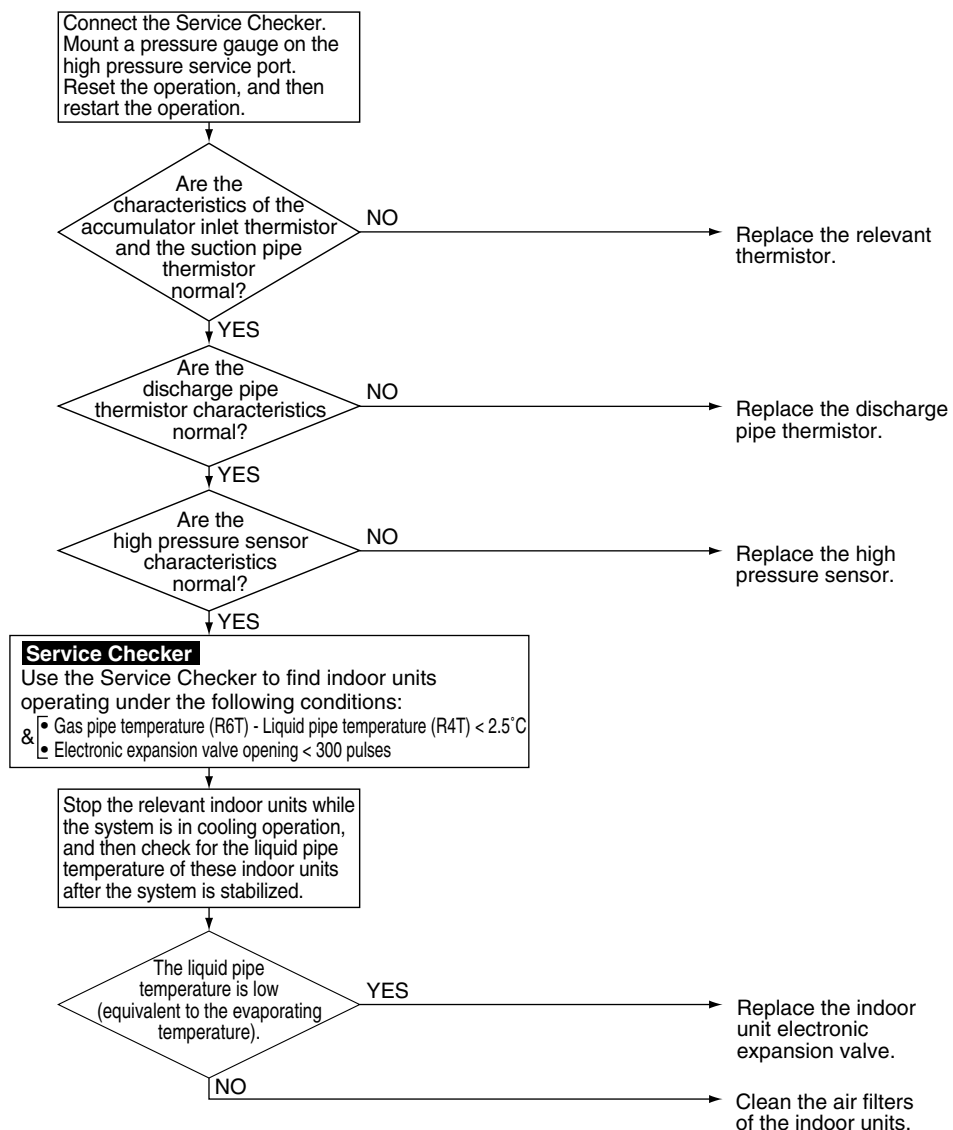 Connect the Service Checker.
Mount a pressure gauge on the
high pressure service port.
Reset the operation, and then
restart the operation.
Are the
characteristics of the
accumulator inlet thermistor
and the suction pipe
thermistor
normal?
NO
Replace the relevant
thermistor.
YES
Are the
discharge pipe
thermistor characteristics
normal?
NO
Replace the discharge
pipe thermistor.
YES
Are the
high pressure sensor
characteristics
normal?
NO
Replace the high
pressure sensor.
YES
Service Checker
Use the Service Checker to find indoor units
operating under the following conditions:
& • Gas pipe temperature (R6T) - Liquid pipe temperature (R4T) < 2.5°C
• Electronic expansion valve opening < 300 pulses
Stop the relevant indoor units while
the system is in cooling operation,
and then check for the liquid pipe
temperature of these indoor units
after the system is stabilized.
The liquid pipe
temperature is low
(equivalent to the evaporating
temperature).
YES
Replace the indoor
unit electronic
expansion valve.
NO
Clean the air filters
of the indoor units.